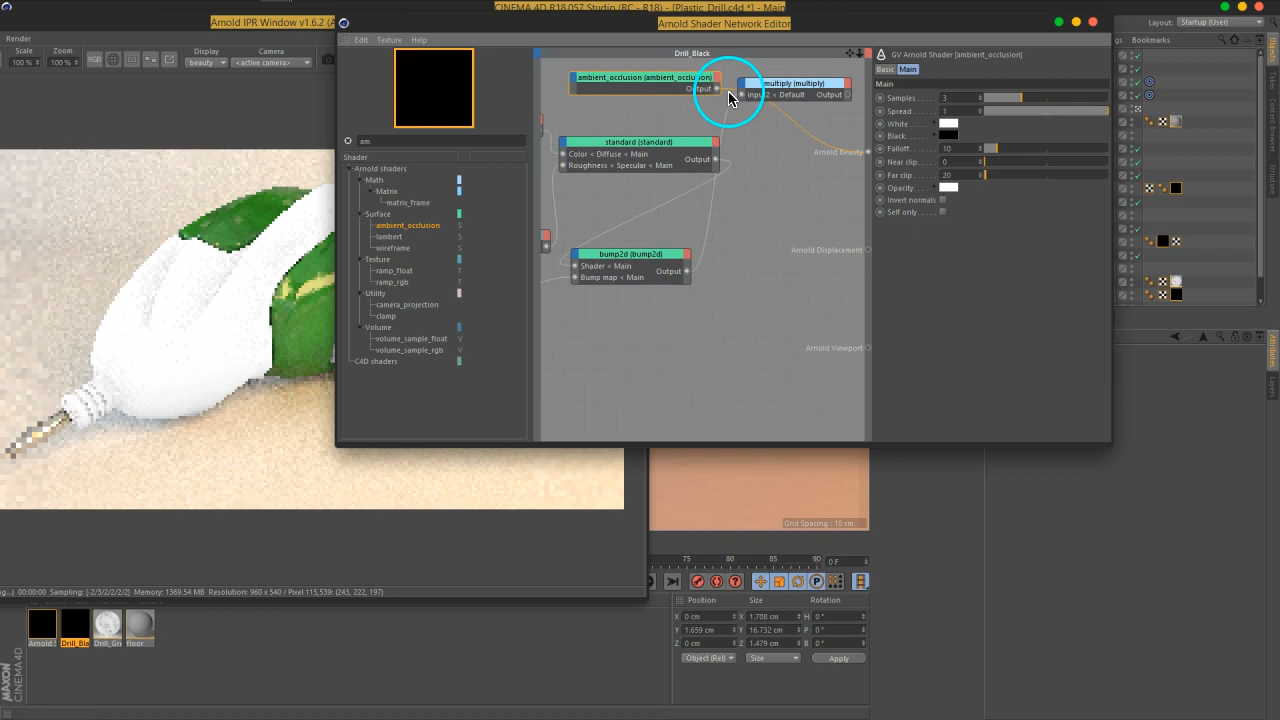 CINEMA 4D R18.057 Studio (RC - R18) - [Plastic_Drill.c4d *] - Main
Arnold IPR Window v1.6.2 (A
Arnold Shader Network Editor
Layout: Startup (User)
Render
Edit Texture Help
Bookmarks
Scale Zoom Display Camera
100 % 100 % RGB beauty <active camera>
Drill_Black
GV Arnold Shader [ambient_occlusion]
Basic Main
Main
Samples 3
Spread 1
White
Black
Falloff 10
Near clip 0
Far clip 20
Opacity
Invert normals
Self only
ambient_occlusion (ambient_occlusion)
Output
multiply (multiply)
input2 < Default Output
standard (standard)
Color < Diffuse < Main
Roughness < Specular < Main
Output
Arnold Beauty
bump2d (bump2d)
Shader < Main
Bump map < Main
Output
Arnold Displacement
Arnold Viewport
am
Shader
Arnold shaders
Math
Matrix
matrix_frame
Surface
ambient_occlusion S
lambert S
wireframe S
Texture
ramp_float T
ramp_rgb T
Utility
camera_projection
clamp
Volume
volume_sample_float V
volume_sample_rgb V
C4D shaders
Objects
Takes
Structure
Attributes
Grid Spacing : 10 cm
75 80 85 90 0 F
00:00:00 Sampling: [-2/3/2/2/2/2] Memory: 1369.54 MB Resolution: 960 x 540 / Pixel 115,539: (243, 222, 197)
Drill_Bla Drill_Gre floor
Position Size Rotation
X 0 cm X 1.708 cm H 0 °
Y 1.659 cm Y 16.732 cm P 0 °
Z 0 cm Z 1.479 cm B 0 °
Object (Rel) Size Apply
MAXON
CINEMA 4D